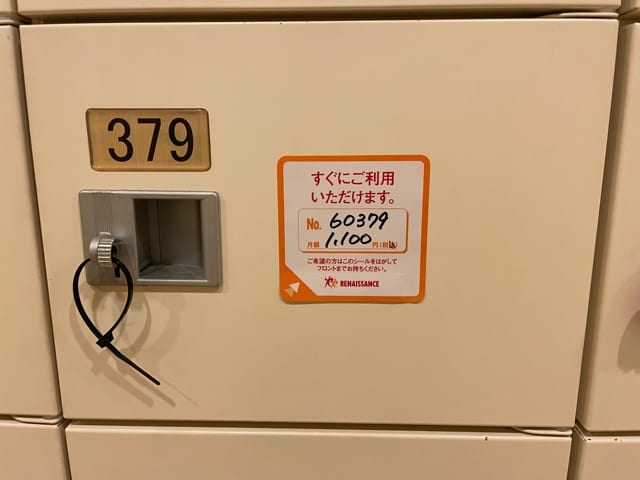 379
すぐにご利用
いただけます。
No. 60379
月額 1,100 円(税込)
ご希望の方はこのシールをはがして
フロントまでお持ちください。
RENAISSANCE